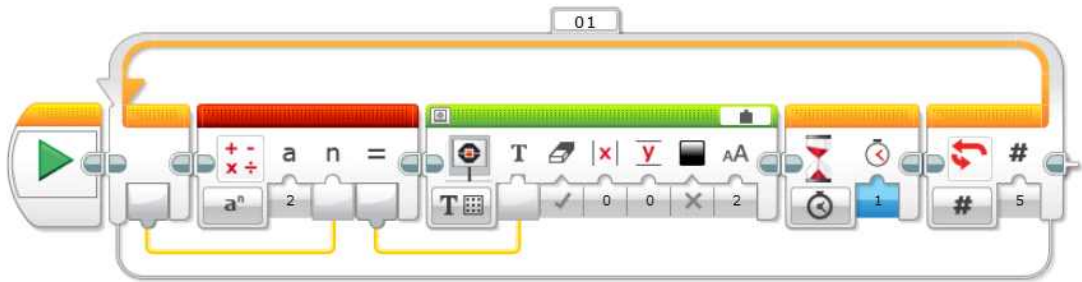 01
+ - x ÷ a n = T |x| y AA #
aⁿ 2 T 0 0 2 1 # 5